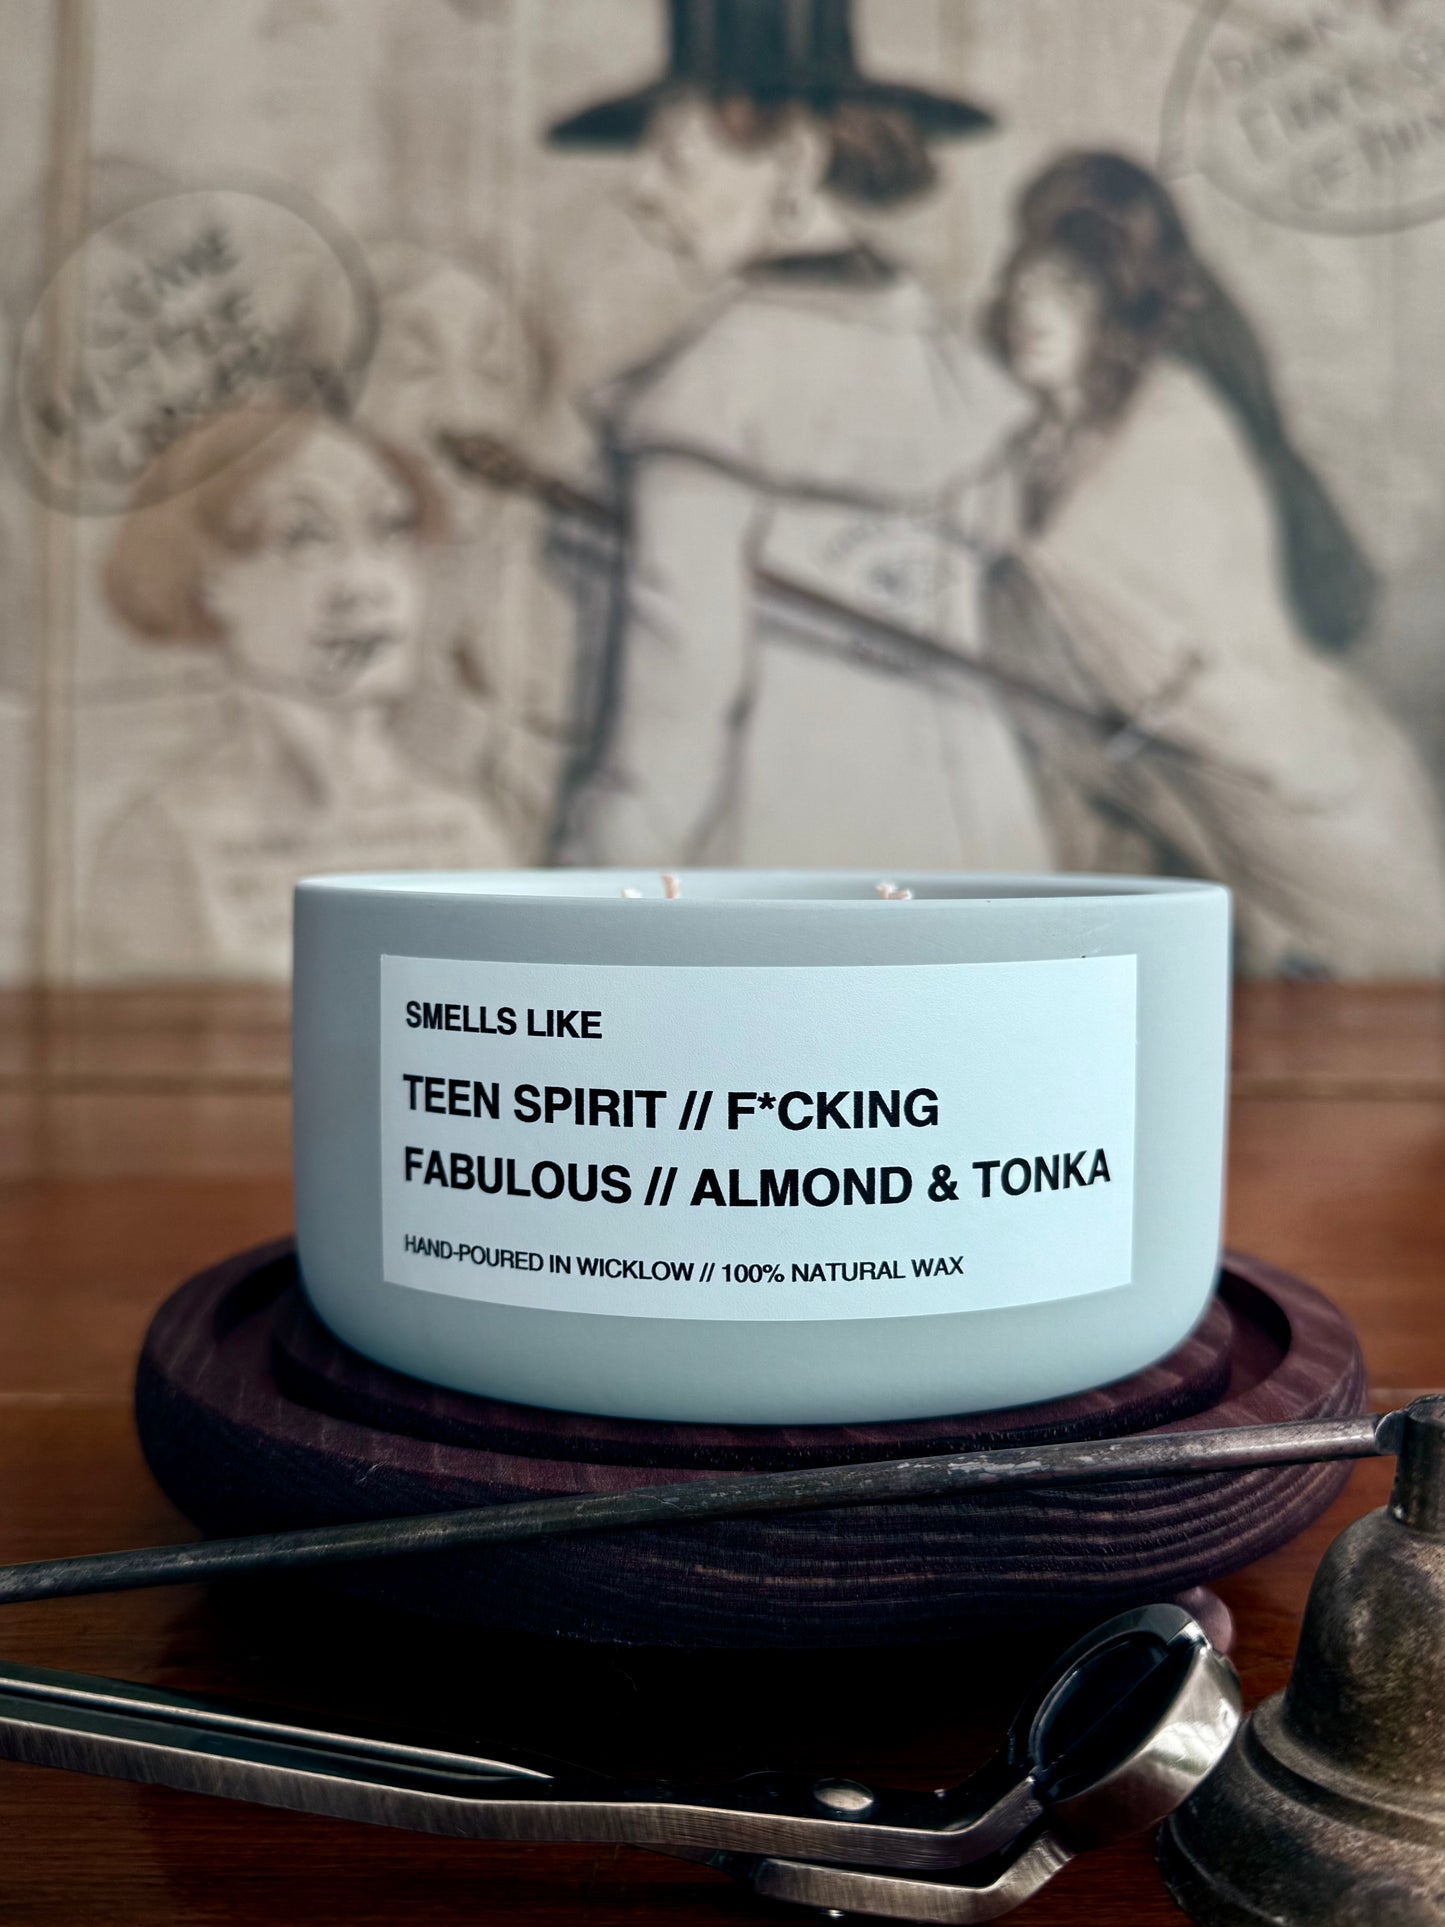 SMELLS LIKE
TEEN SPIRIT // F*CKING
FABULOUS // ALMOND & TONKA
HAND-POURED IN WICKLOW // 100% NATURAL WAX